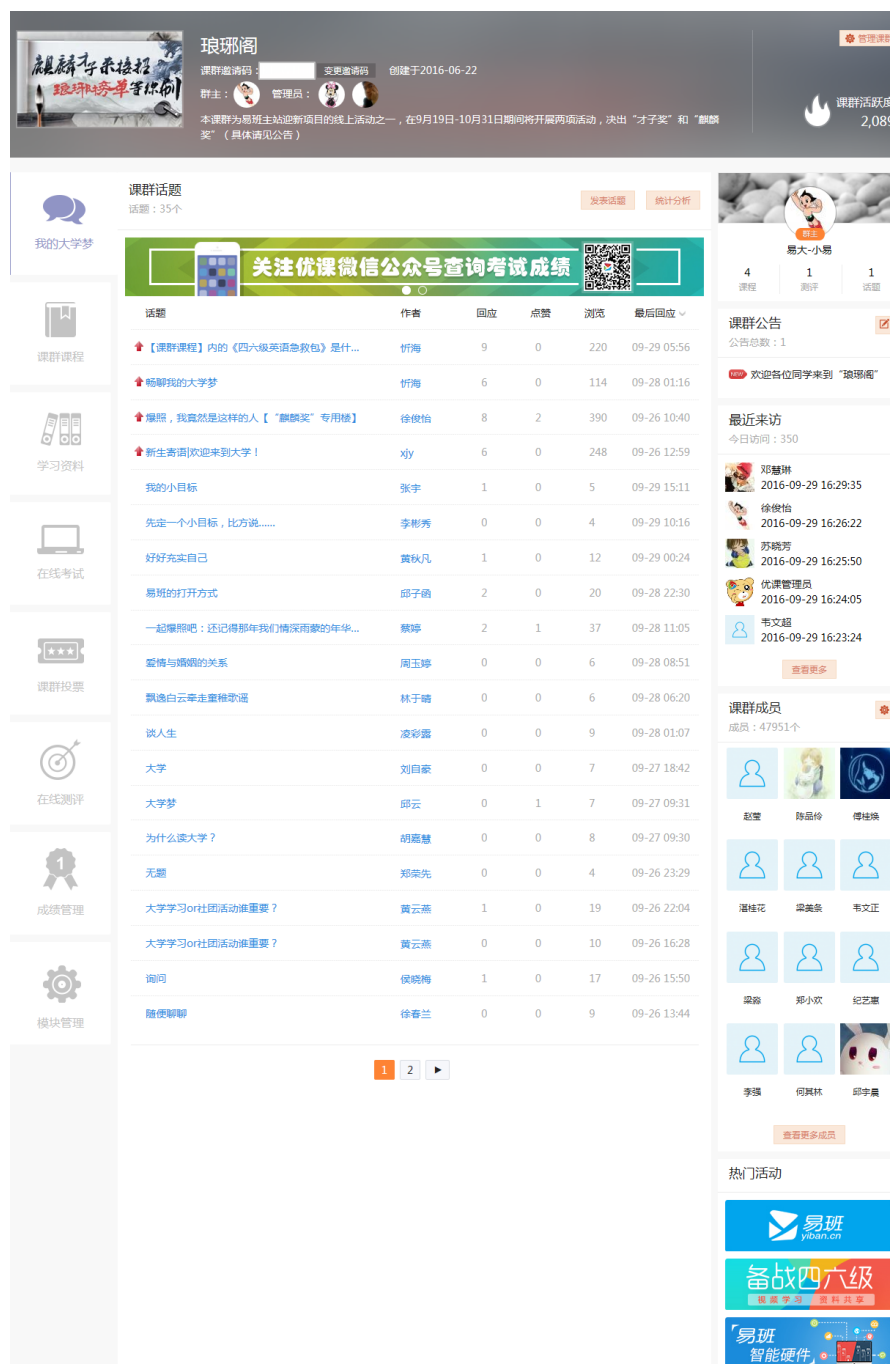 麒麟才子未接招
琅琊榜单等你创
琅琊阁
课群邀请码：
变更邀请码
创建于2016-06-22
群主：
管理员：
本课群为易班主站迎新项目的线上活动之一，在9月19日-10月31日期间将开展两项活动，决出“才子奖”和“麒麟
奖”（具体请见公告）
管理课群
课群活跃度
2,089
我的大学梦
课群课程
学习资料
在线考试
课群投票
在线测评
1
成绩管理
模块管理
课群话题
话题：35个
发表话题 统计分析
关注优课微信公众号查询考试成绩
话题 作者 回应 点赞 浏览 最后回应
【课群课程】内的《四六级英语急救包》是什... 忻海 9 0 220 09-29 05:56
畅聊我的大学梦 忻海 6 0 114 09-28 01:16
爆照，我竟然是这样的人【“麒麟奖”专用楼】 徐俊怡 8 2 390 09-26 10:40
新生寄语|欢迎来到大学！ xjy 6 0 248 09-26 12:59
我的小目标 张宇 1 0 5 09-29 15:11
先定一个小目标，比方说...... 李彬秀 0 0 4 09-29 10:16
好好充实自己 黄秋凡 1 0 12 09-29 00:24
易班的打开方式 邱子函 2 0 20 09-28 22:30
一起爆照吧：还记得那年我们情深雨蒙的年华... 蔡婷 2 1 37 09-28 11:05
爱情与婚姻的关系 周玉婷 0 0 6 09-28 08:51
飘逸白云牵走童稚歌谣 林于晴 0 0 6 09-28 06:20
谈人生 凌彩露 0 0 9 09-28 01:07
大学 刘自豪 0 0 7 09-27 18:42
大学梦 邱云 0 1 7 09-27 09:31
为什么读大学？ 胡嘉慧 0 0 8 09-27 09:30
无题 郑荣先 0 0 4 09-26 23:29
大学学习or社团活动谁重要？ 黄云燕 1 0 19 09-26 22:04
大学学习or社团活动谁重要？ 黄云燕 0 0 10 09-26 16:28
询问 侯晓梅 1 0 17 09-26 15:50
随便聊聊 徐春兰 0 0 9 09-26 13:44
1 2
群主
易大-小易
4 1 1
课程 测评 话题
课群公告
公告总数：1
NEW 欢迎各位同学来到“琅琊阁”
最近来访
今日访问：350
邓慧琳
2016-09-29 16:29:35
徐俊怡
2016-09-29 16:26:22
苏晓芳
2016-09-29 16:25:50
优课管理员
2016-09-29 16:24:05
韦文超
2016-09-29 16:23:24
查看更多
课群成员
成员：47951个
赵莹 陈品伶 傅桂焕
湛桂花 梁美条 韦文正
梁淼 郑小欢 纪艺惠
李强 何其林 邱宇晨
查看更多成员
热门活动
易班
yiban.cn
备战四六级
视频学习 资料共享
「易班
智能硬件」